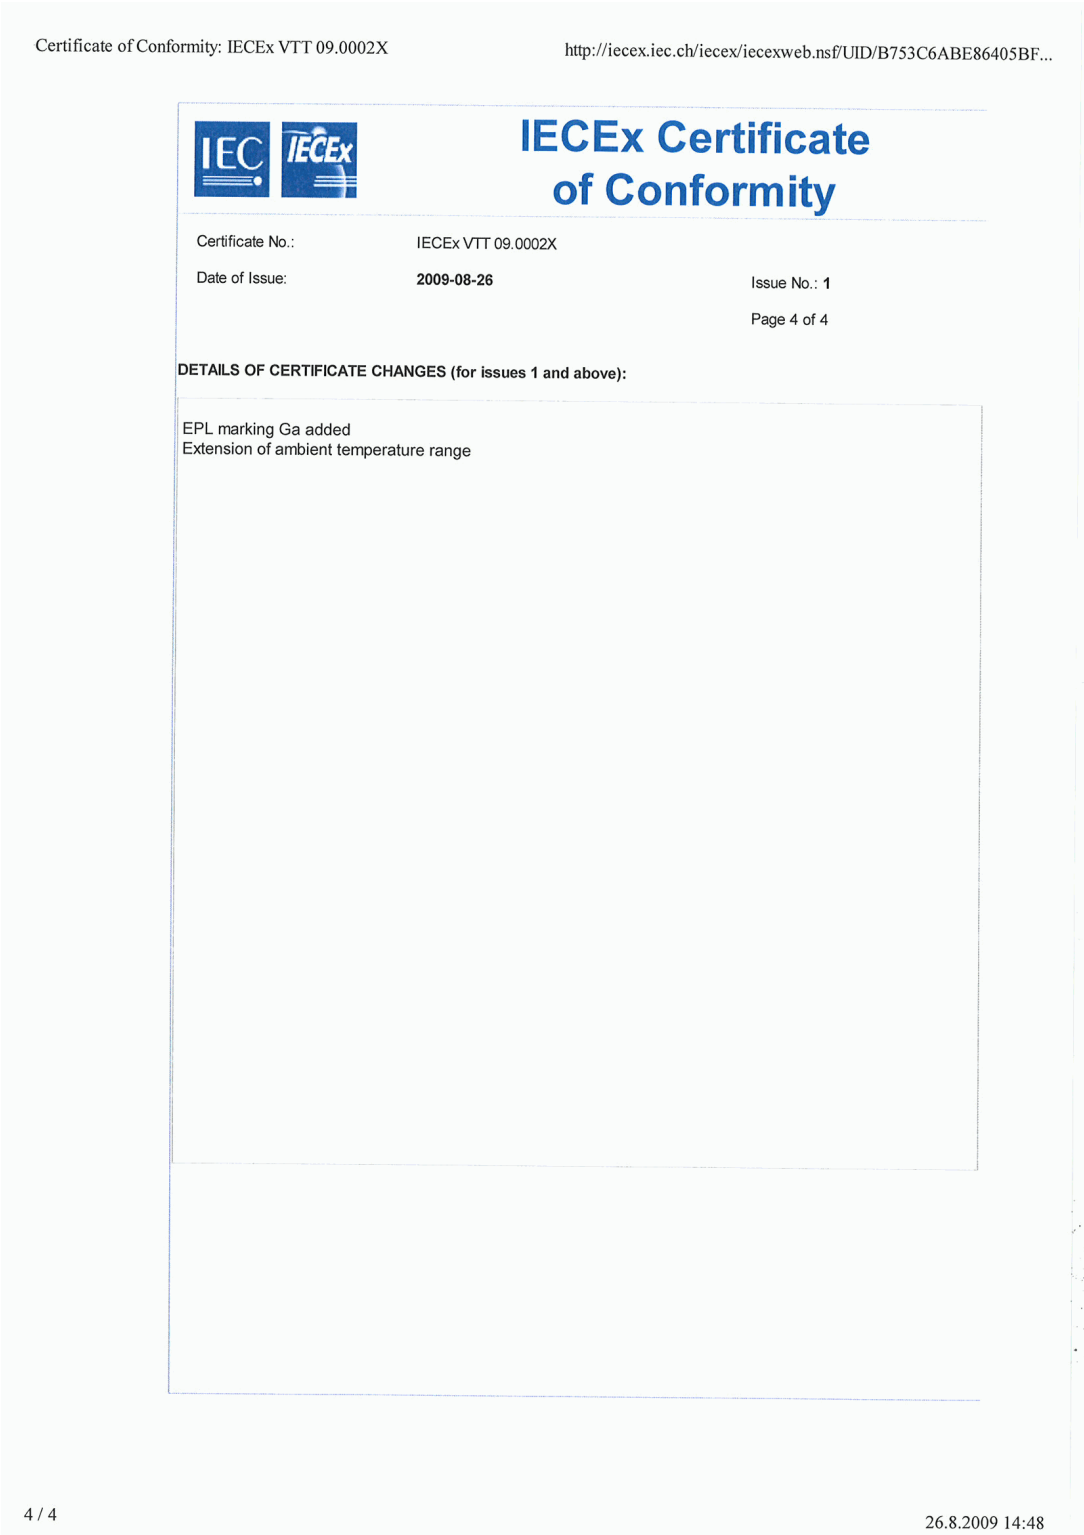 Certificate of Conformity: IECEx VTT 09.0002X
http://iecex.iec.ch/iecex/iecexweb.nsf/UID/B753C6ABE86405BF...
IEC
IECEx
IECEx Certificate
of Conformity
Certificate No.:
IECEx VTT 09.0002X
Date of Issue:
2009-08-26
Issue No.: 1
Page 4 of 4
DETAILS OF CERTIFICATE CHANGES (for issues 1 and above):
EPL marking Ga added
Extension of ambient temperature range
4 / 4
26.8.2009 14:48